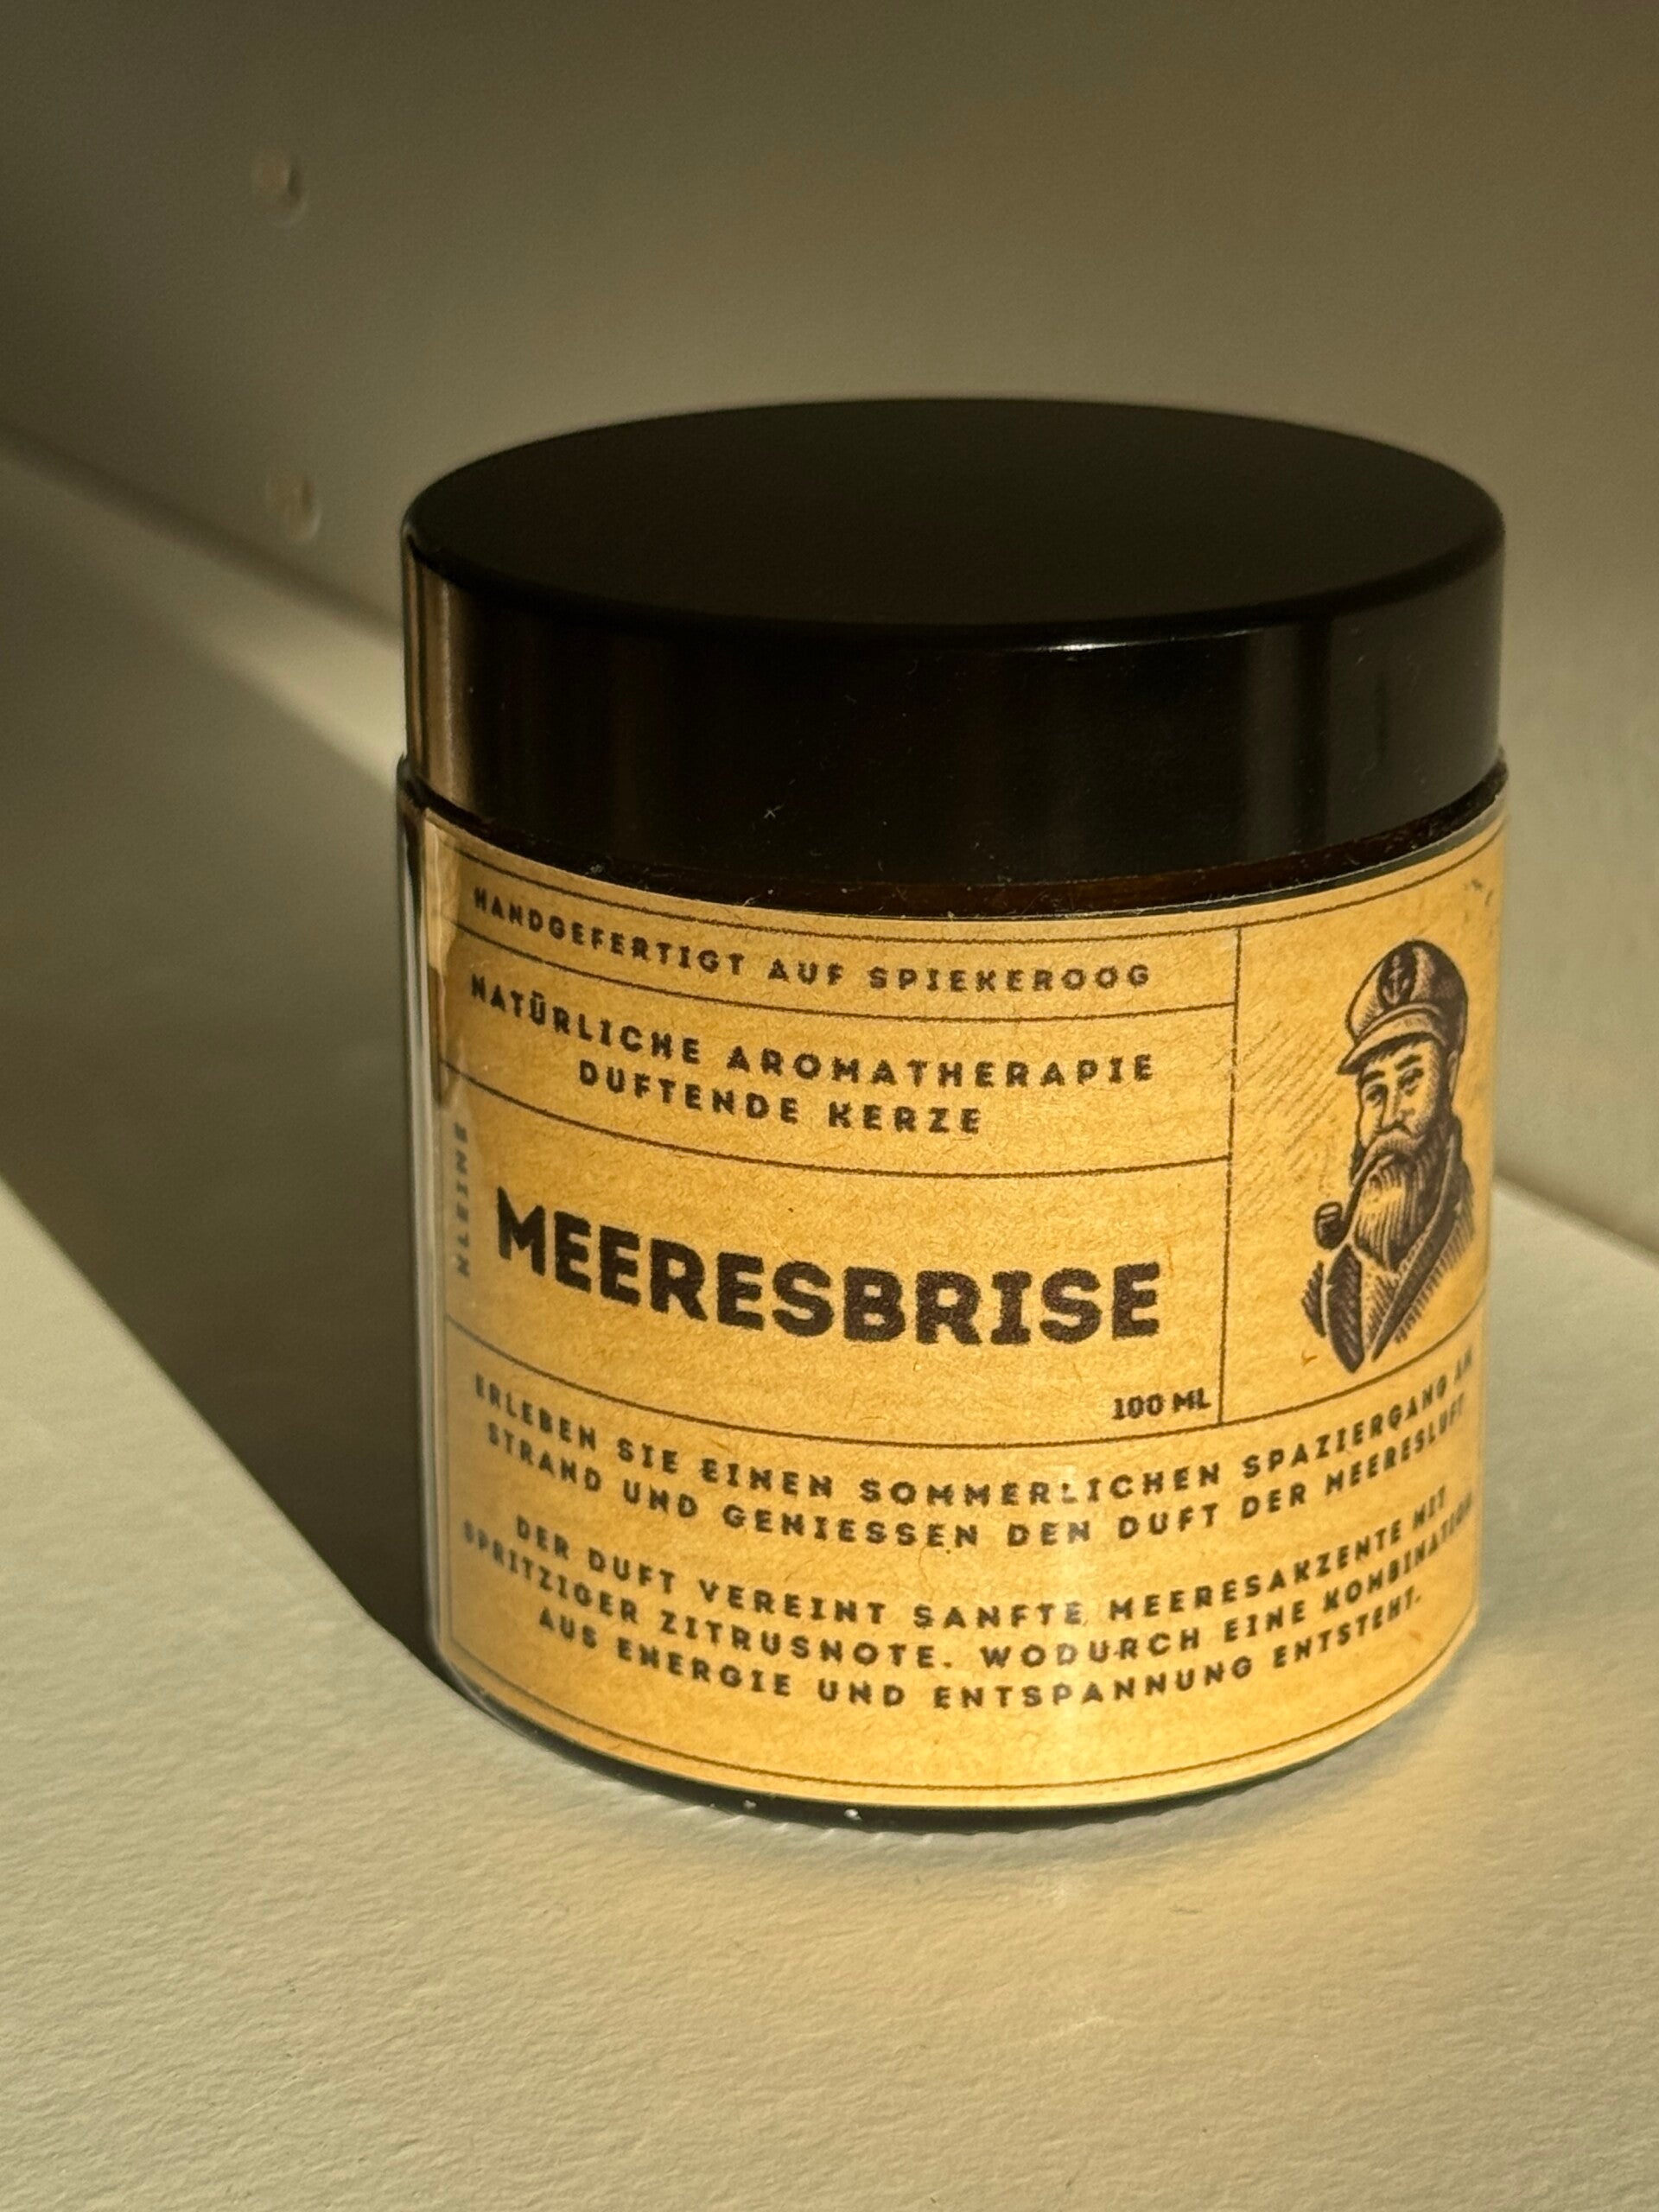 HANDGEFERTIGT AUF SPIEKEROOG
NATÜRLICHE AROMATHERAPIE
DUFTENDE KERZE
MEERESBRISE
100 ML
ERLEBEN SIE EINEN SOMMERLICHEN SPAZIERGANG AM
STRAND UND GENIESSEN DEN DUFT DER MEERESLUFT
DER DUFT VEREINT SANFTE MEERESAKZENTE MIT
SPRITZIGER ZITRUSNOTE. WODURCH EINE KOMBINATION
AUS ENERGIE UND ENTSPANNUNG ENTSTEHT.